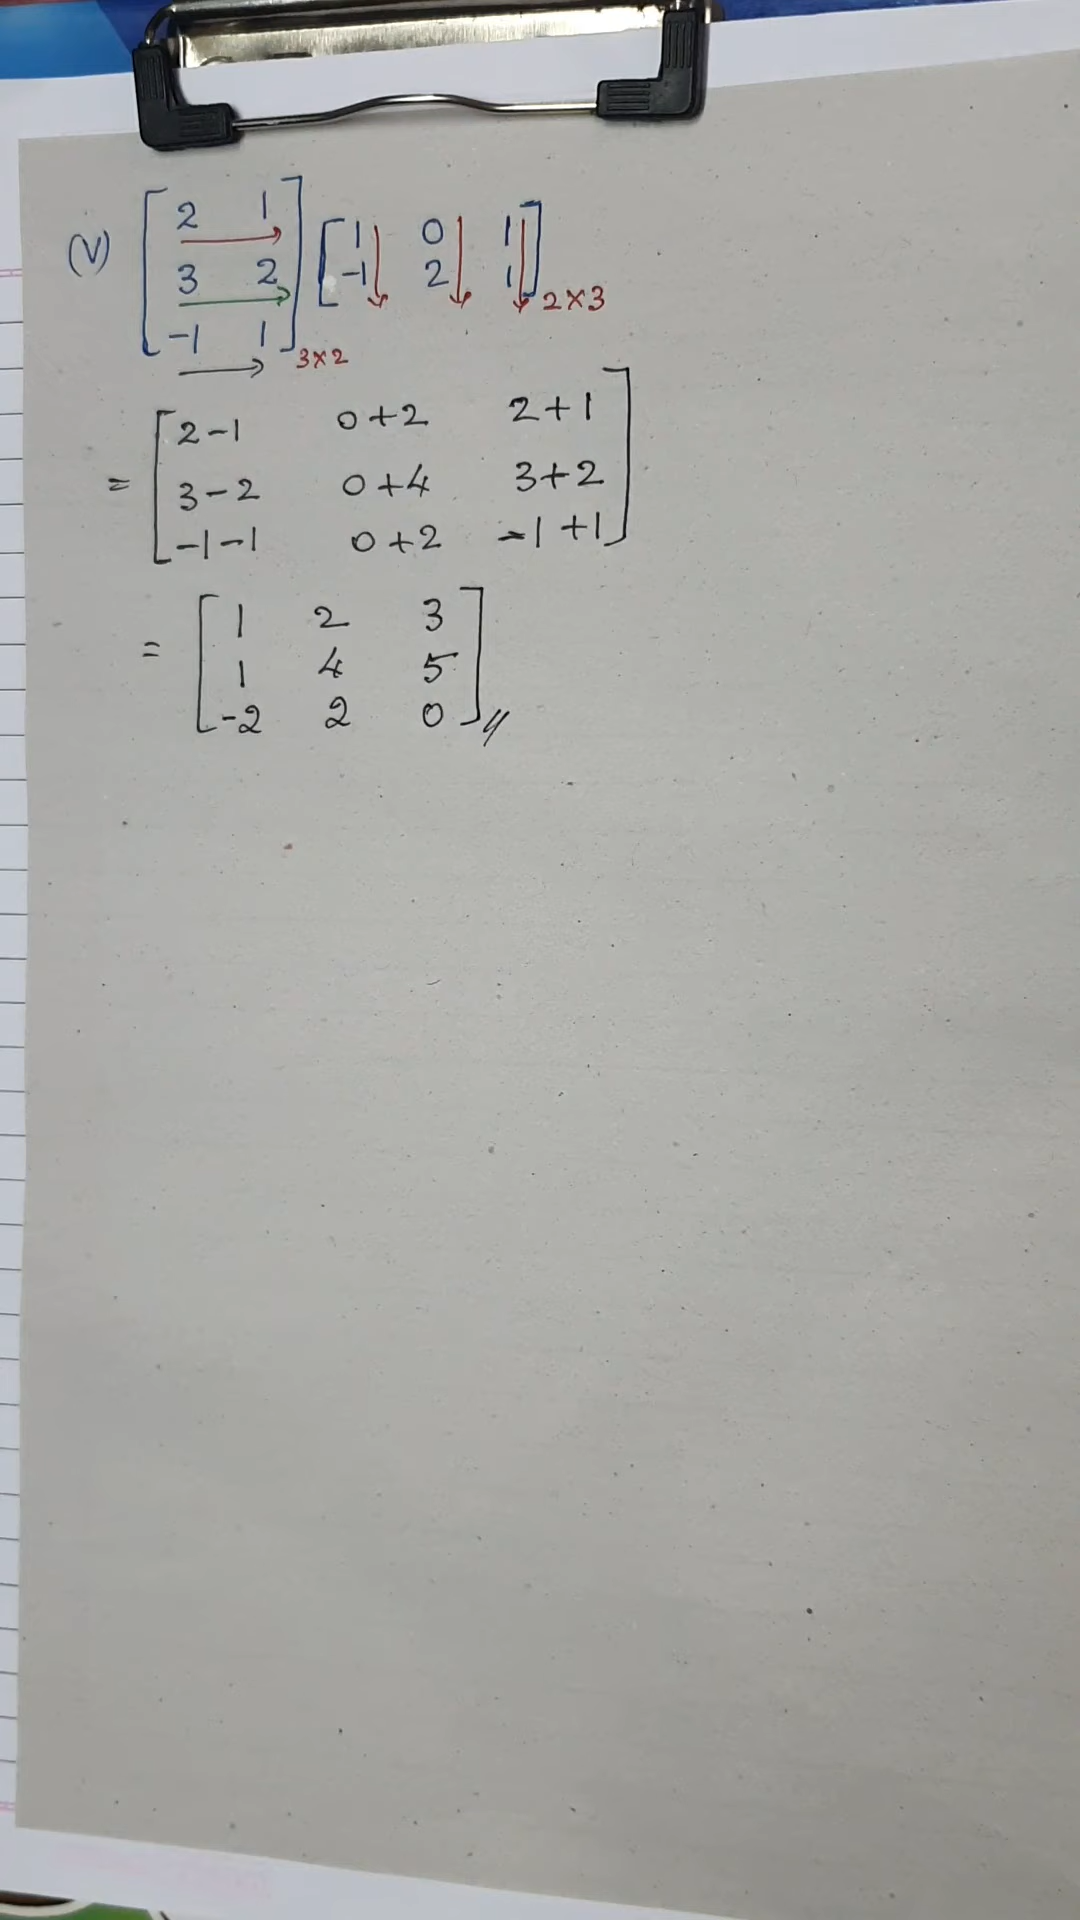 (V) [ 2 1 ] [ 1 0 1 ]
3 2 -1 2 1 2×3
-1 1 3×2
[ 2-1 0+2 2+1 ]
= 3-2 0+4 3+2
-1-1 0+2 -1+1
[ 1 2 3 ]
= 1 4 5
-2 2 0 //